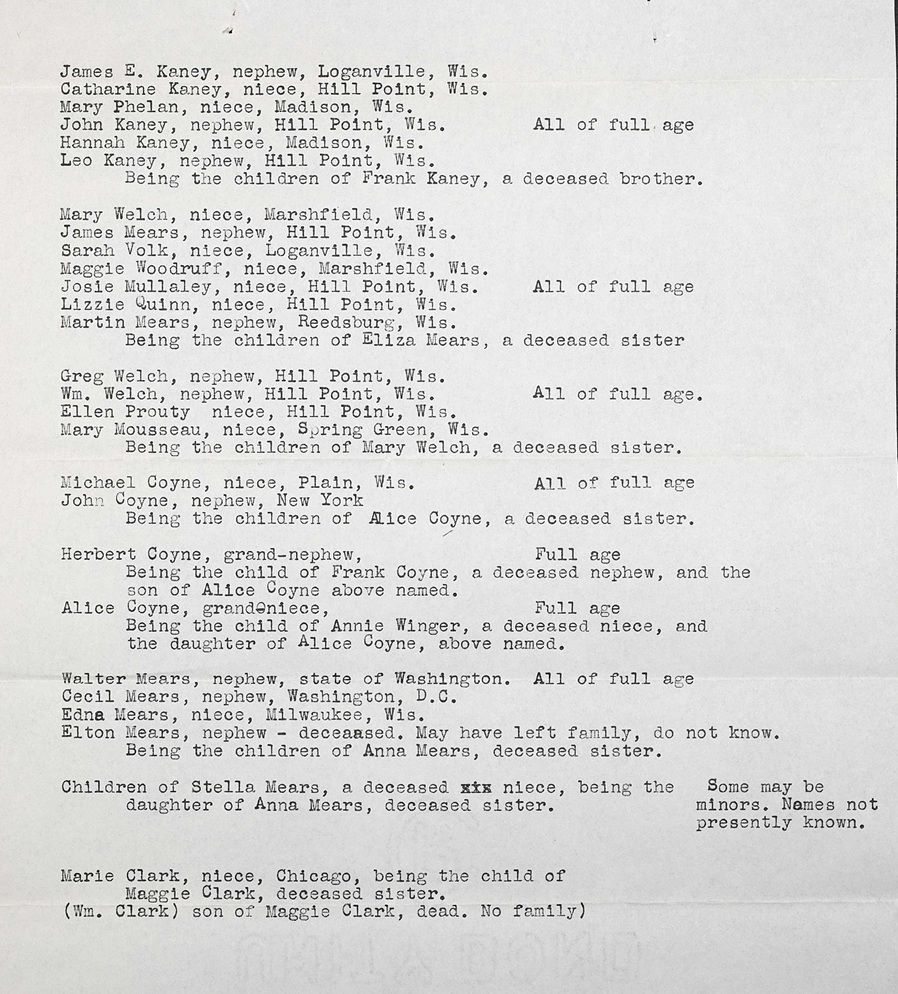 James E. Kaney, nephew, Loganville, Wis.
Catharine Kaney, niece, Hill Point, Wis.
Mary Phelan, niece, Madison, Wis.
John Kaney, nephew, Hill Point, Wis. All of full age
Hannah Kaney, niece, Madison, Wis.
Leo Kaney, nephew, Hill Point, Wis.
Being the children of Frank Kaney, a deceased brother.
Mary Welch, niece, Marshfield, Wis.
James Mears, nephew, Hill Point, Wis.
Sarah Volk, niece, Loganville, Wis.
Maggie Woodruff, niece, Marshfield, Wis.
Josie Mullaley, niece, Hill Point, Wis. All of full age
Lizzie Quinn, niece, Hill Point, Wis.
Martin Mears, nephew, Reedsburg, Wis.
Being the children of Eliza Mears, a deceased sister
Greg Welch, nephew, Hill Point, Wis.
Wm. Welch, nephew, Hill Point, Wis. All of full age.
Ellen Prouty niece, Hill Point, Wis.
Mary Mousseau, niece, Spring Green, Wis.
Being the children of Mary Welch, a deceased sister.
Michael Coyne, niece, Plain, Wis. All of full age
John Coyne, nephew, New York
Being the children of Alice Coyne, a deceased sister.
Herbert Coyne, grand-nephew, Full age
Being the child of Frank Coyne, a deceased nephew, and the
son of Alice Coyne above named.
Alice Coyne, grand-niece, Full age
Being the child of Annie Winger, a deceased niece, and
the daughter of Alice Coyne, above named.
Walter Mears, nephew, state of Washington. All of full age
Cecil Mears, nephew, Washington, D.C.
Edna Mears, niece, Milwaukee, Wis.
Elton Mears, nephew - deceased. May have left family, do not know.
Being the children of Anna Mears, deceased sister.
Children of Stella Mears, a deceased xix niece, being the Some may be
daughter of Anna Mears, deceased sister. minors. Names not
presently known.
Marie Clark, niece, Chicago, being the child of
Maggie Clark, deceased sister.
(Wm. Clark) son of Maggie Clark, dead. No family)